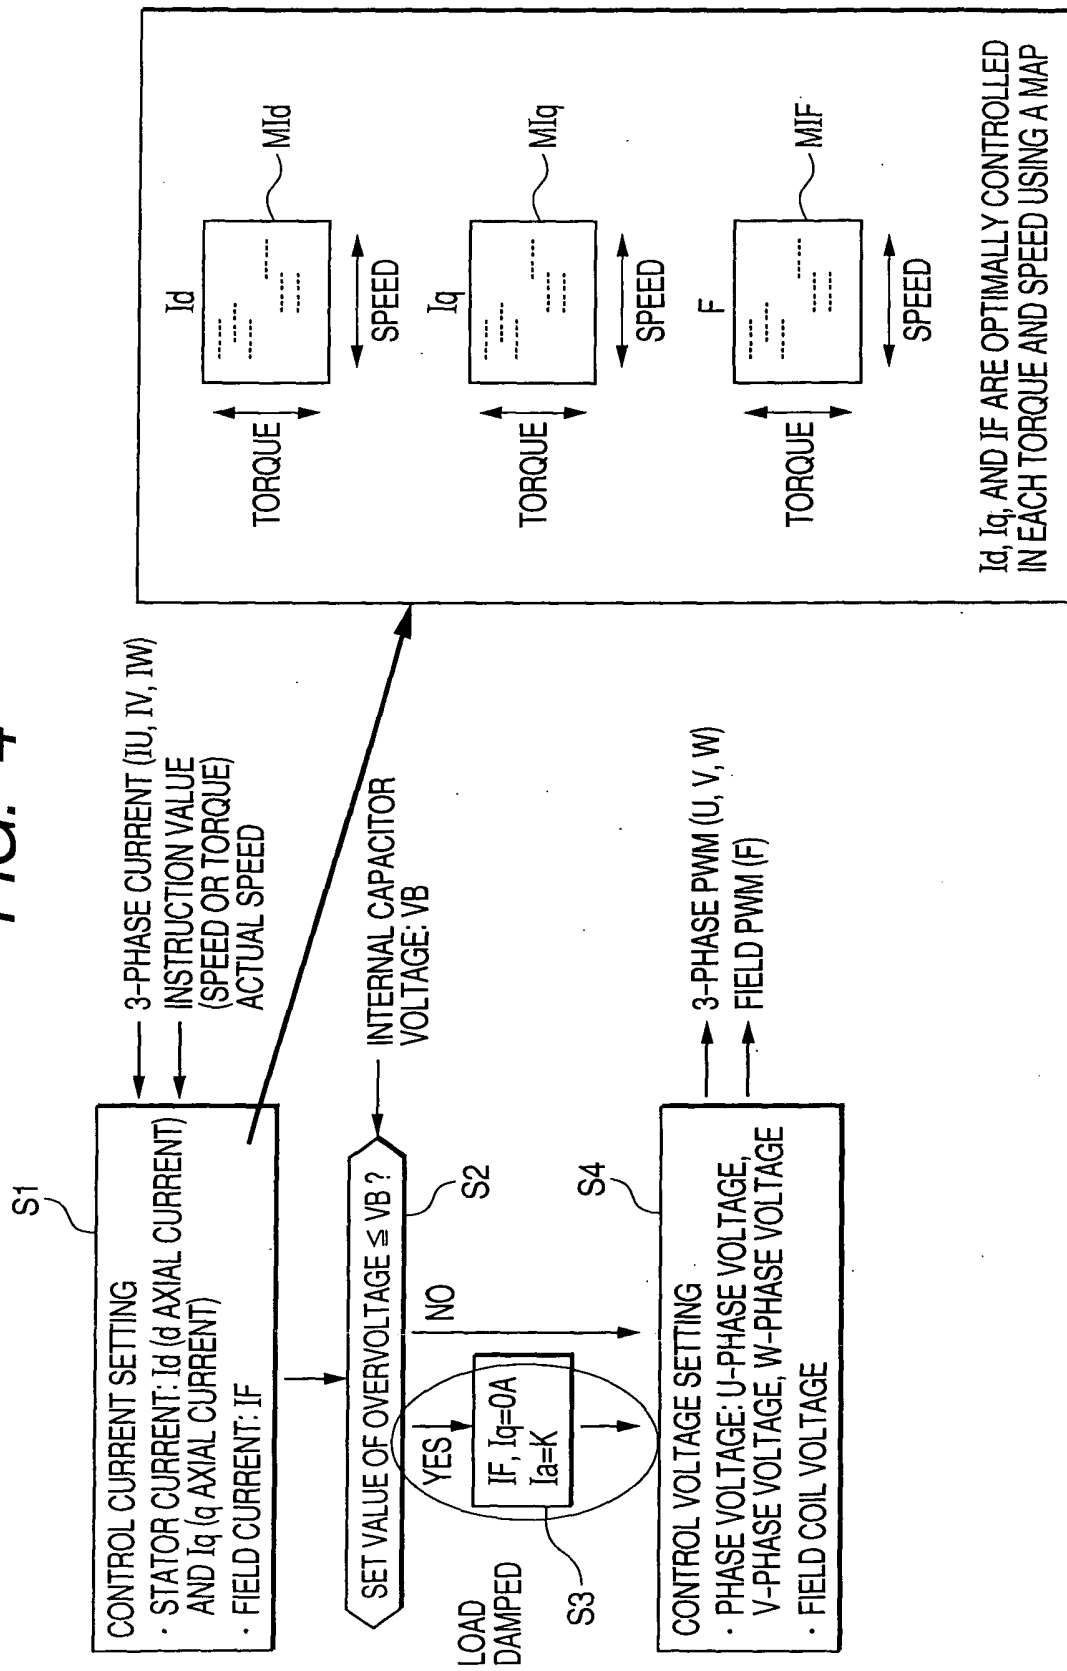 FIG. 4
S1
CONTROL CURRENT SETTING
· STATOR CURRENT: Id (d AXIAL CURRENT)
AND Iq (q AXIAL CURRENT)
· FIELD CURRENT: IF
3-PHASE CURRENT (IU, IV, IW)
INSTRUCTION VALUE
(SPEED OR TORQUE)
ACTUAL SPEED
SET VALUE OF OVERVOLTAGE ≦ VB ?
S2
INTERNAL CAPACITOR
VOLTAGE: VB
YES
NO
LOAD
DAMPED
IF, Iq=0A
Ia=K
S3
S4
CONTROL VOLTAGE SETTING
· PHASE VOLTAGE: U-PHASE VOLTAGE,
V-PHASE VOLTAGE, W-PHASE VOLTAGE
· FIELD COIL VOLTAGE
3-PHASE PWM (U, V, W)
FIELD PWM (F)
Id
MId
TORQUE
SPEED
Iq
MIq
TORQUE
SPEED
F
MIF
TORQUE
SPEED
Id, Iq, AND IF ARE OPTIMALLY CONTROLLED
IN EACH TORQUE AND SPEED USING A MAP